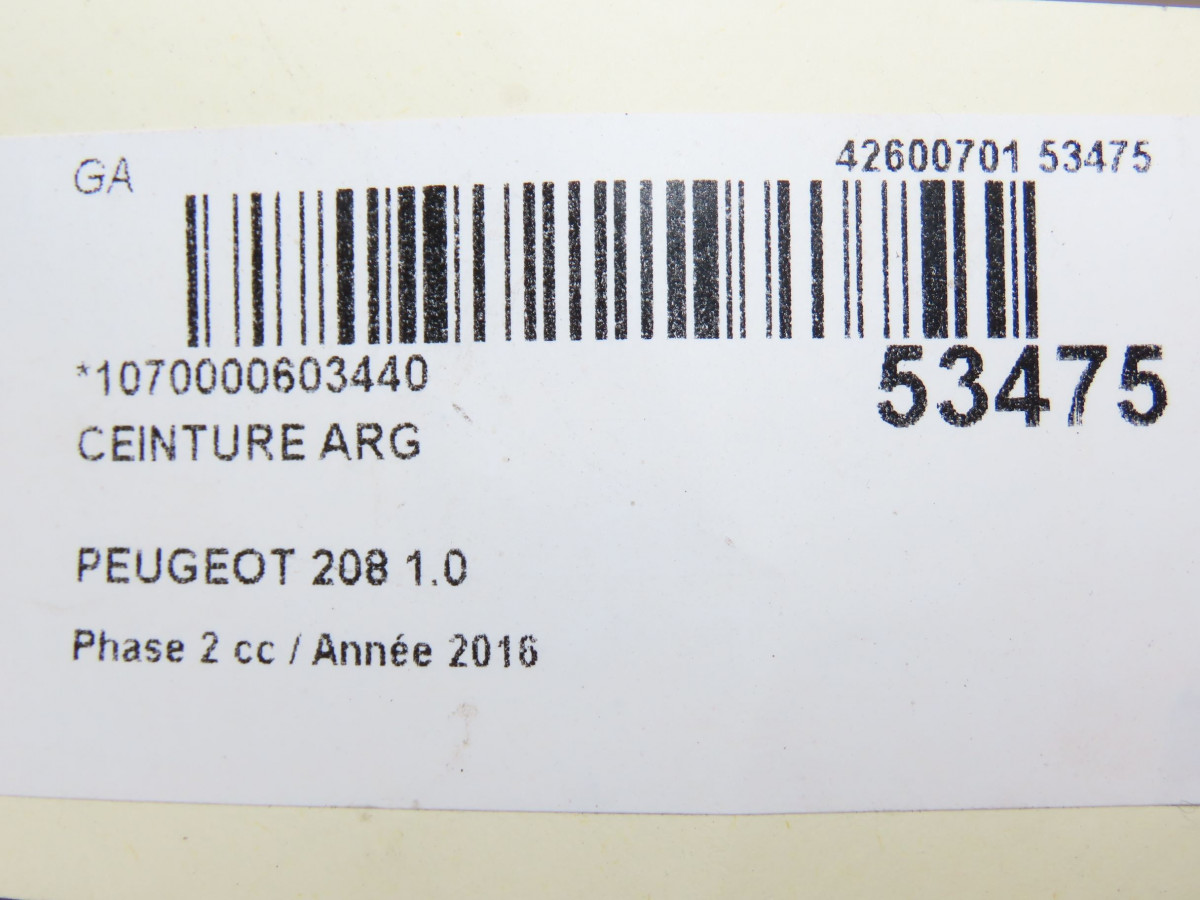 GA
42600701 53475
*1070000603440
53475
CEINTURE ARG
PEUGEOT 208 1.0
Phase 2 cc / Année 2016